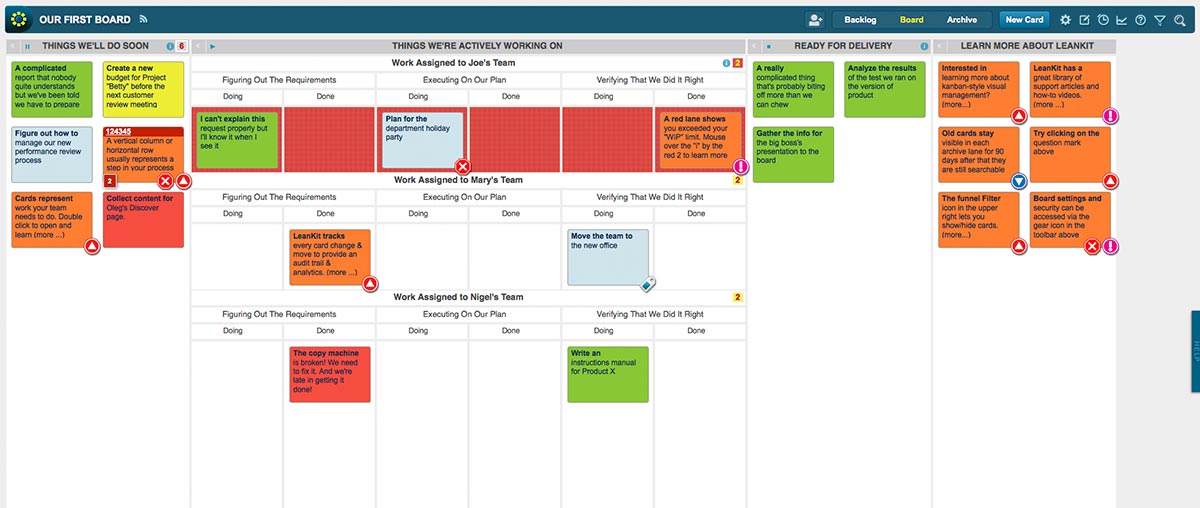 OUR FIRST BOARD
Backlog
Board
Archive
New Card
THINGS WE'LL DO SOON
6
THINGS WE'RE ACTIVELY WORKING ON
READY FOR DELIVERY
LEARN MORE ABOUT LEANKIT
A complicated
report that nobody
quite understands
but we've been told
we have to prepare
Create a new
budget for Project
"Betty" before the
next customer
review meeting
Figure out how to
manage our new
performance review
process
124345
A vertical column or
horizontal row
usually represents a
step in your process
2
Cards represent
work your team
needs to do. Double
click to open and
learn (more ...)
Collect content for
Oleg's Discover
page.
Work Assigned to Joe's Team
2
Figuring Out The Requirements
Executing On Our Plan
Verifying That We Did It Right
Doing
Done
Doing
Done
Doing
Done
I can't explain this
request properly but
I'll know it when I
see it
Plan for the
department holiday
party
A red lane shows
you exceeded your
"WiP" limit. Mouse
over the "i" by the
red 2 to learn more
Work Assigned to Mary's Team
2
Figuring Out The Requirements
Executing On Our Plan
Verifying That We Did It Right
Doing
Done
Doing
Done
Doing
Done
LeanKit tracks
every card change &
move to provide an
audit trail &
analytics. (more ...)
Move the team to
the new office
Work Assigned to Nigel's Team
2
Figuring Out The Requirements
Executing On Our Plan
Verifying That We Did It Right
Doing
Done
Doing
Done
Doing
Done
The copy machine
is broken! We need
to fix it. And we're
late in getting it
done!
Write an
instructions manual
for Product X
A really
complicated thing
that's probably biting
off more than we
can chew
Analyze the results
of the test we ran on
the version of
product
Gather the info for
the big boss's
presentation to the
board
Interested in
learning more about
kanban-style visual
management?
(more...)
LeanKit has a
great library of
support articles and
how-to videos.
(more ...)
Old cards stay
visible in each
archive lane for 90
days after that they
are still searchable
Try clicking on the
question mark
above
The funnel Filter
icon in the upper
right lets you
show/hide cards.
(more...)
Board settings and
security can be
accessed via the
gear icon in the
toolbar above
HELP